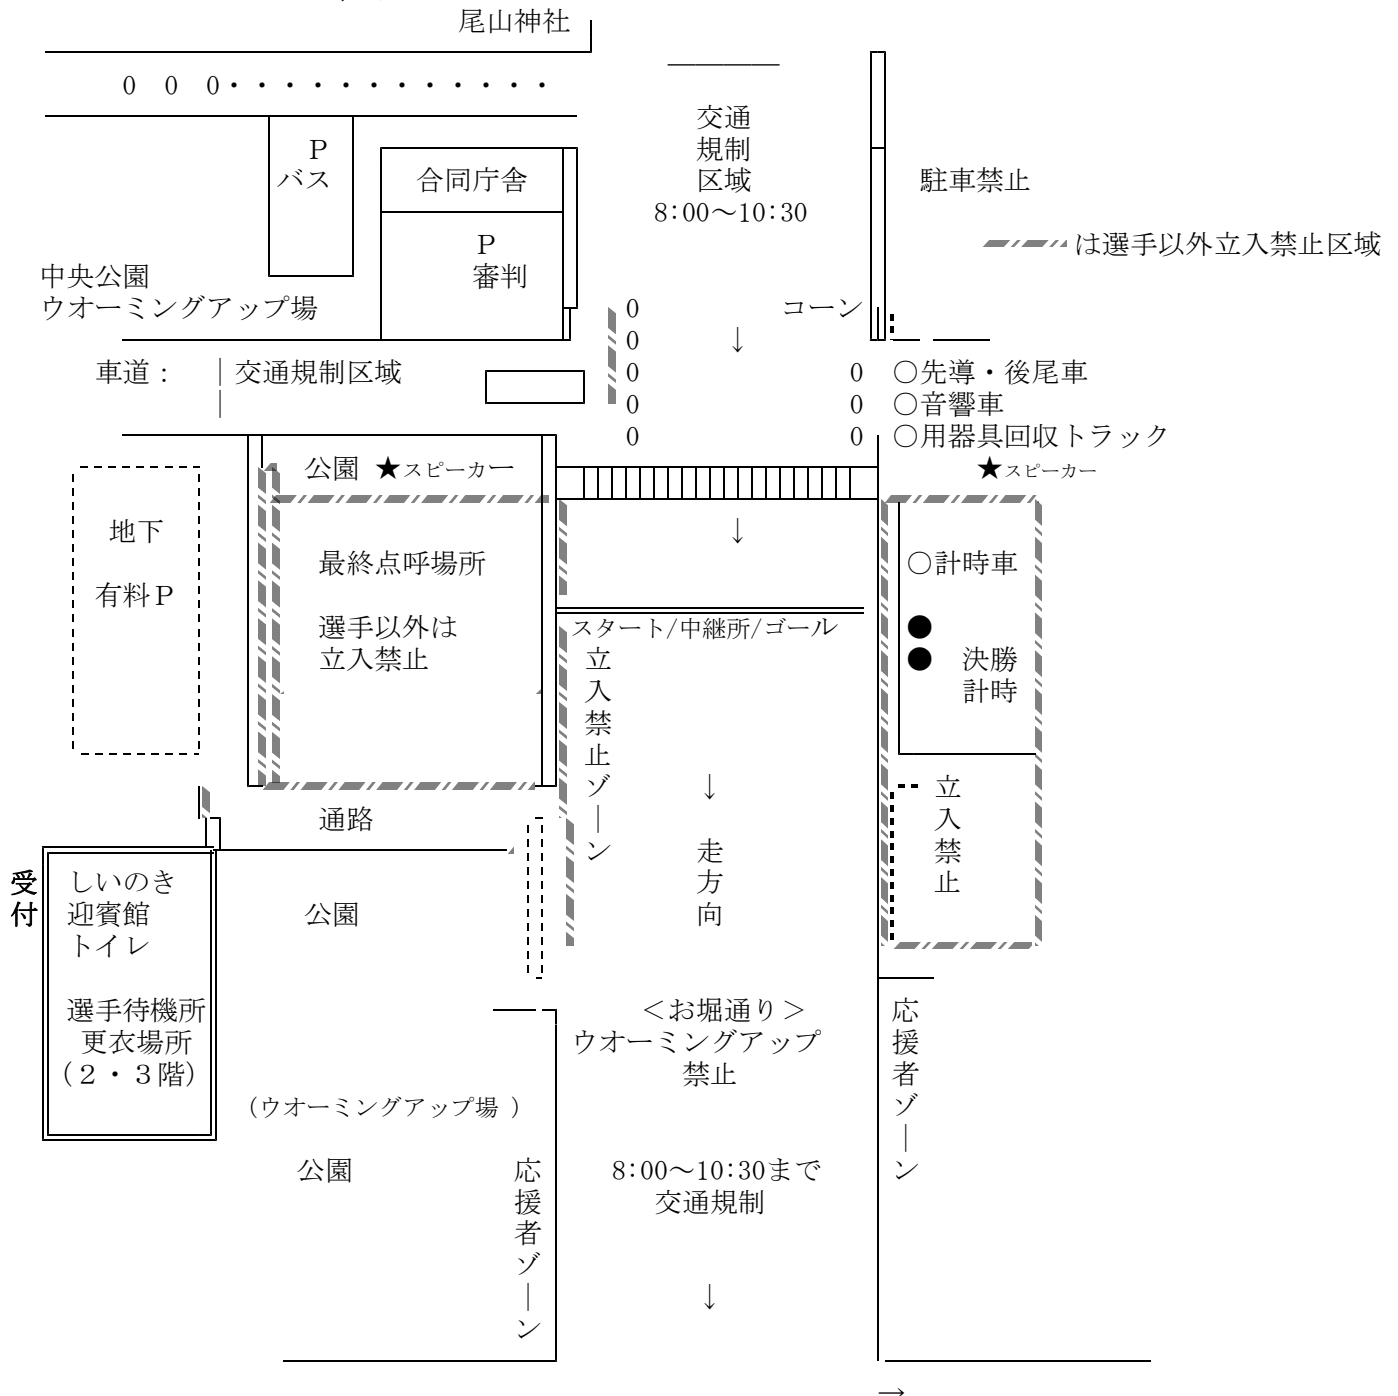 尾山神社
0 0 0・・・・・・・・・・・・
交通
規制
区域
8:00～10:30
P
バス
合同庁舎
P
審判
駐車禁止
は選手以外立入禁止区域
中央公園
ウオーミングアップ場
0
コーン
0
↓
車道：
交通規制区域
0
0
○先導・後尾車
0
0
○音響車
0
0
○用器具回収トラック
公園 ★スピーカー
★スピーカー
地下
有料P
↓
最終点呼場所
選手以外は
立入禁止
○計時車
スタート/中継所/ゴール
●
● 決勝
計時
立入禁止ゾーン
↓
走方向
立入禁止
通路
受付
しいのき
迎賓館
トイレ
選手待機所
更衣場所
（2・3階）
公園
＜お堀通り＞
ウオーミングアップ
禁止
応援者ゾーン
（ウオーミングアップ場 ）
公園
応援者ゾーン
8:00～10:30まで
交通規制
↓
→